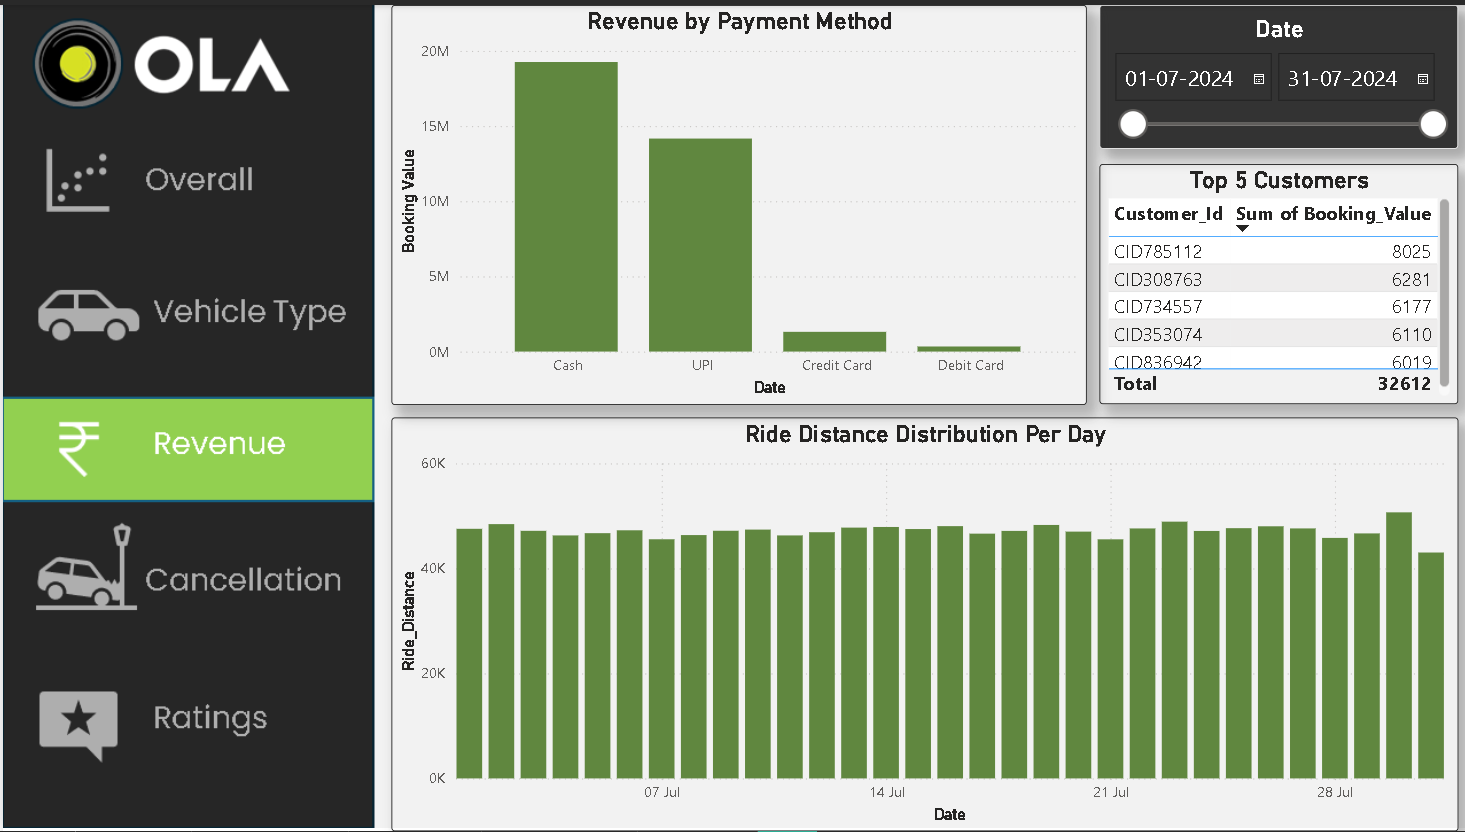 OLA
Overall
Vehicle Type
Revenue
Cancellation
Ratings
Revenue by Payment Method
Booking Value
20M
15M
10M
5M
0M
Cash UPI Credit Card Debit Card
Date
Date
01-07-2024 31-07-2024
Top 5 Customers
Customer_Id Sum of Booking_Value
CID785112 8025
CID308763 6281
CID734557 6177
CID353074 6110
CID836942 6019
Total 32612
Ride Distance Distribution Per Day
Ride_Distance
60K
40K
20K
0K
07 Jul 14 Jul 21 Jul 28 Jul
Date